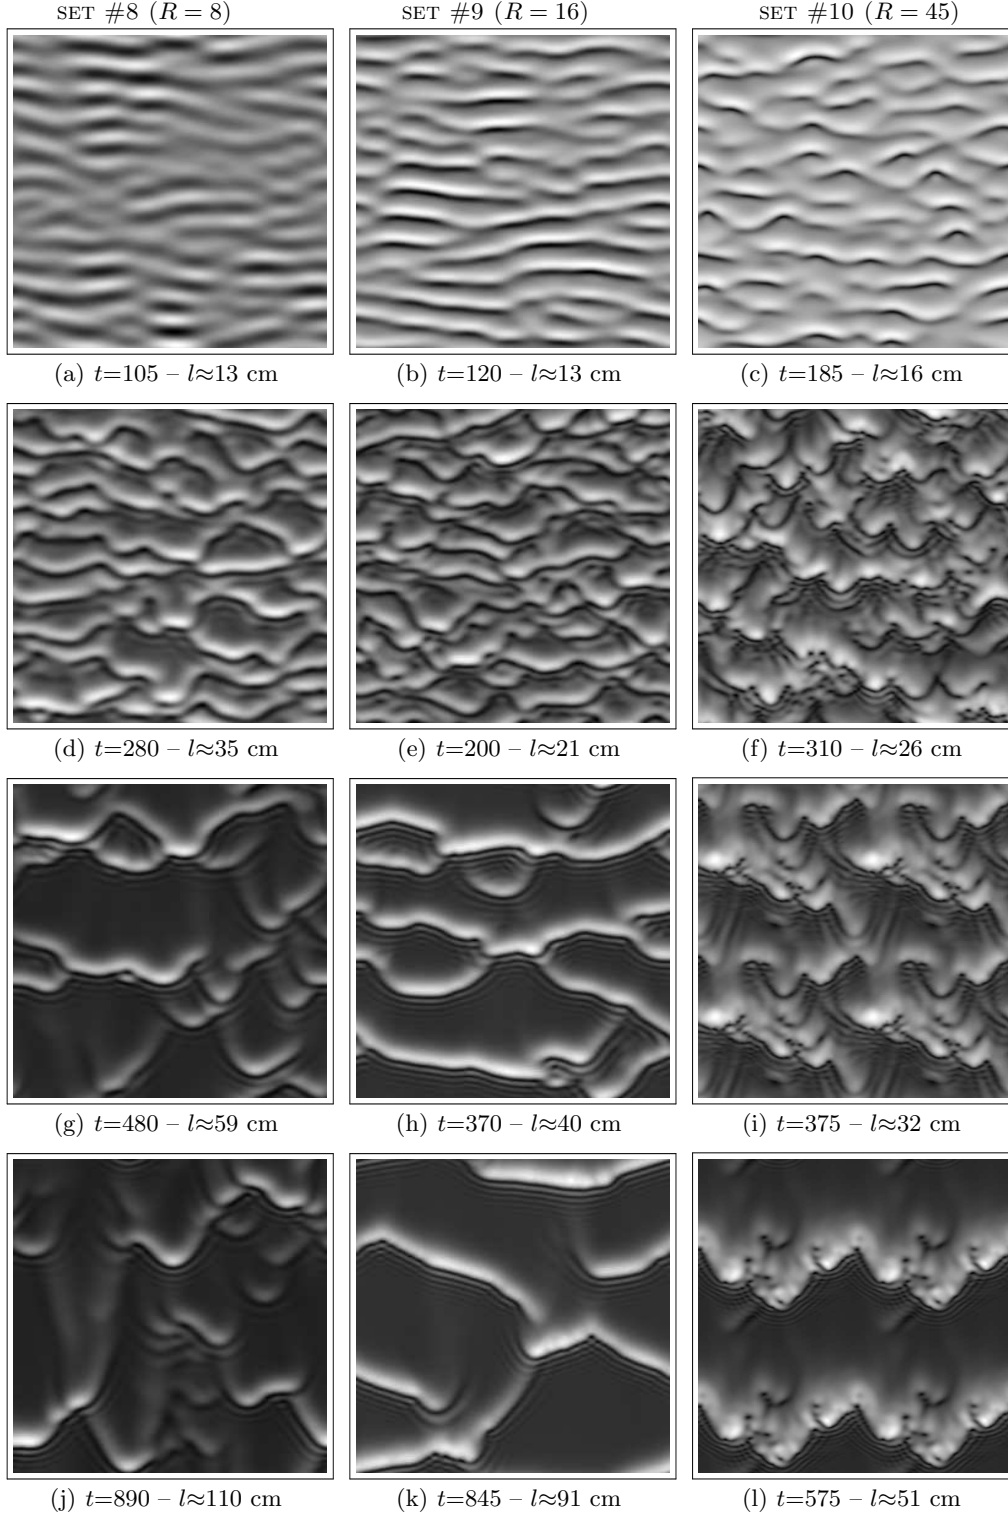 SET #8 (R = 8) SET #9 (R = 16) SET #10 (R = 45)
(a) t=105 – l≈13 cm (b) t=120 – l≈13 cm (c) t=185 – l≈16 cm
(d) t=280 – l≈35 cm (e) t=200 – l≈21 cm (f) t=310 – l≈26 cm
(g) t=480 – l≈59 cm (h) t=370 – l≈40 cm (i) t=375 – l≈32 cm
(j) t=890 – l≈110 cm (k) t=845 – l≈91 cm (l) t=575 – l≈51 cm